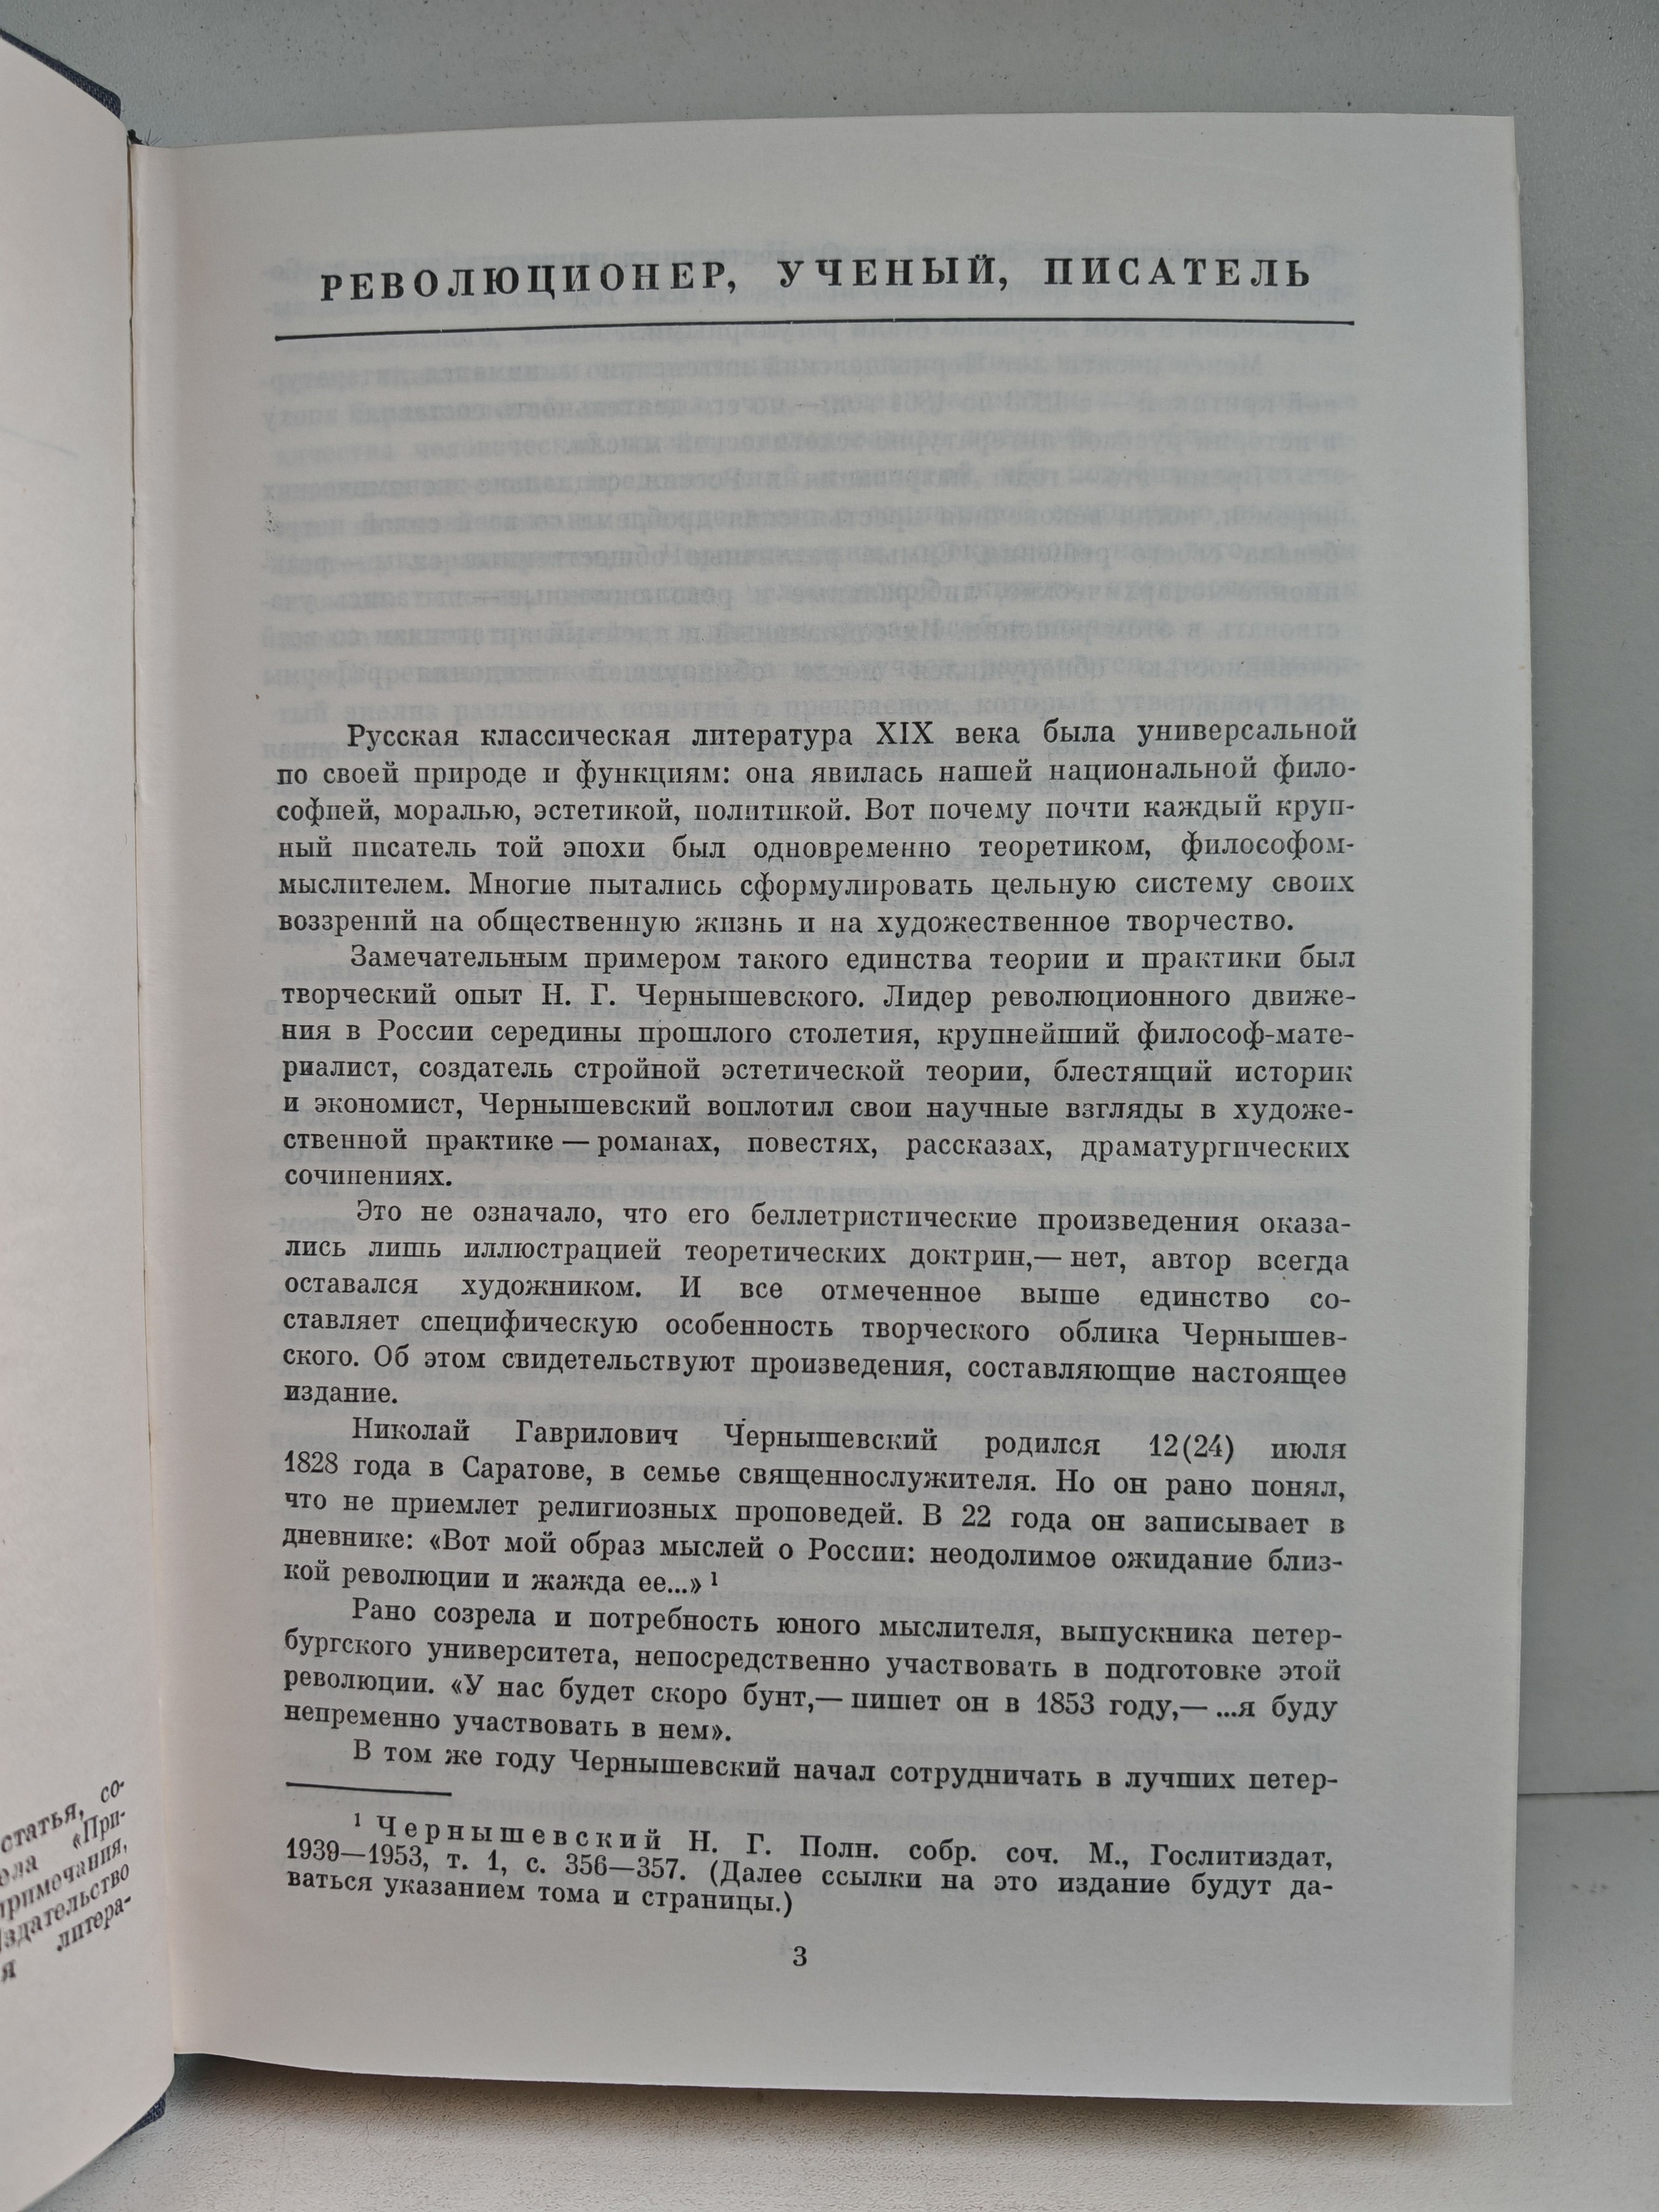 статья, со-
«При-
примечания,
литера-
я
РЕВОЛЮЦИОНЕР, УЧЕНЫЙ, ПИСАТЕЛЬ
Русская классическая литература XIX века была универсальной
по своей природе и функциям: она явилась нашей национальной фило-
софией, моралью, эстетикой, политикой. Вот почему почти каждый круп-
ный писатель той эпохи был одновременно теоретиком, философом-
мыслителем. Многие пытались сформулировать цельную систему своих
воззрений на общественную жизнь и на художественное творчество.
Замечательным примером такого единства теории и практики был
творческий опыт Н. Г. Чернышевского. Лидер революционного движе-
ния в России середины прошлого столетия, крупнейший философ-мате-
риалист, создатель стройной эстетической теории, блестящий историк
и экономист, Чернышевский воплотил свои научные взгляды в художе-
ственной практике — романах, повестях, рассказах, драматургических
сочинениях.
Это не означало, что его беллетристические произведения оказа-
лись лишь иллюстрацией теоретических доктрин,— нет, автор всегда
оставался художником. И все отмеченное выше единство со-
ставляет специфическую особенность творческого облика Чернышев-
ского. Об этом свидетельствуют произведения, составляющие настоящее
издание.
Николай Гаврилович Чернышевский родился 12(24) июля
1828 года в Саратове, в семье священнослужителя. Но он рано понял,
что не приемлет религиозных проповедей. В 22 года он записывает в
дневнике: «Вот мой образ мыслей о России: неодолимое ожидание близ-
кой революции и жажда ее...» ¹
Рано созрела и потребность юного мыслителя, выпускника петер-
бургского университета, непосредственно участвовать в подготовке этой
революции. «У нас будет скоро бунт,— пишет он в 1853 году,— ...я буду
непременно участвовать в нем».
В том же году Чернышевский начал сотрудничать в лучших петер-
¹ Чернышевский Н. Г. Полн. собр. соч. М., Гослитиздат,
1939—1953, т. 1, с. 356—357. (Далее ссылки на это издание будут да-
ваться указанием тома и страницы.)
3